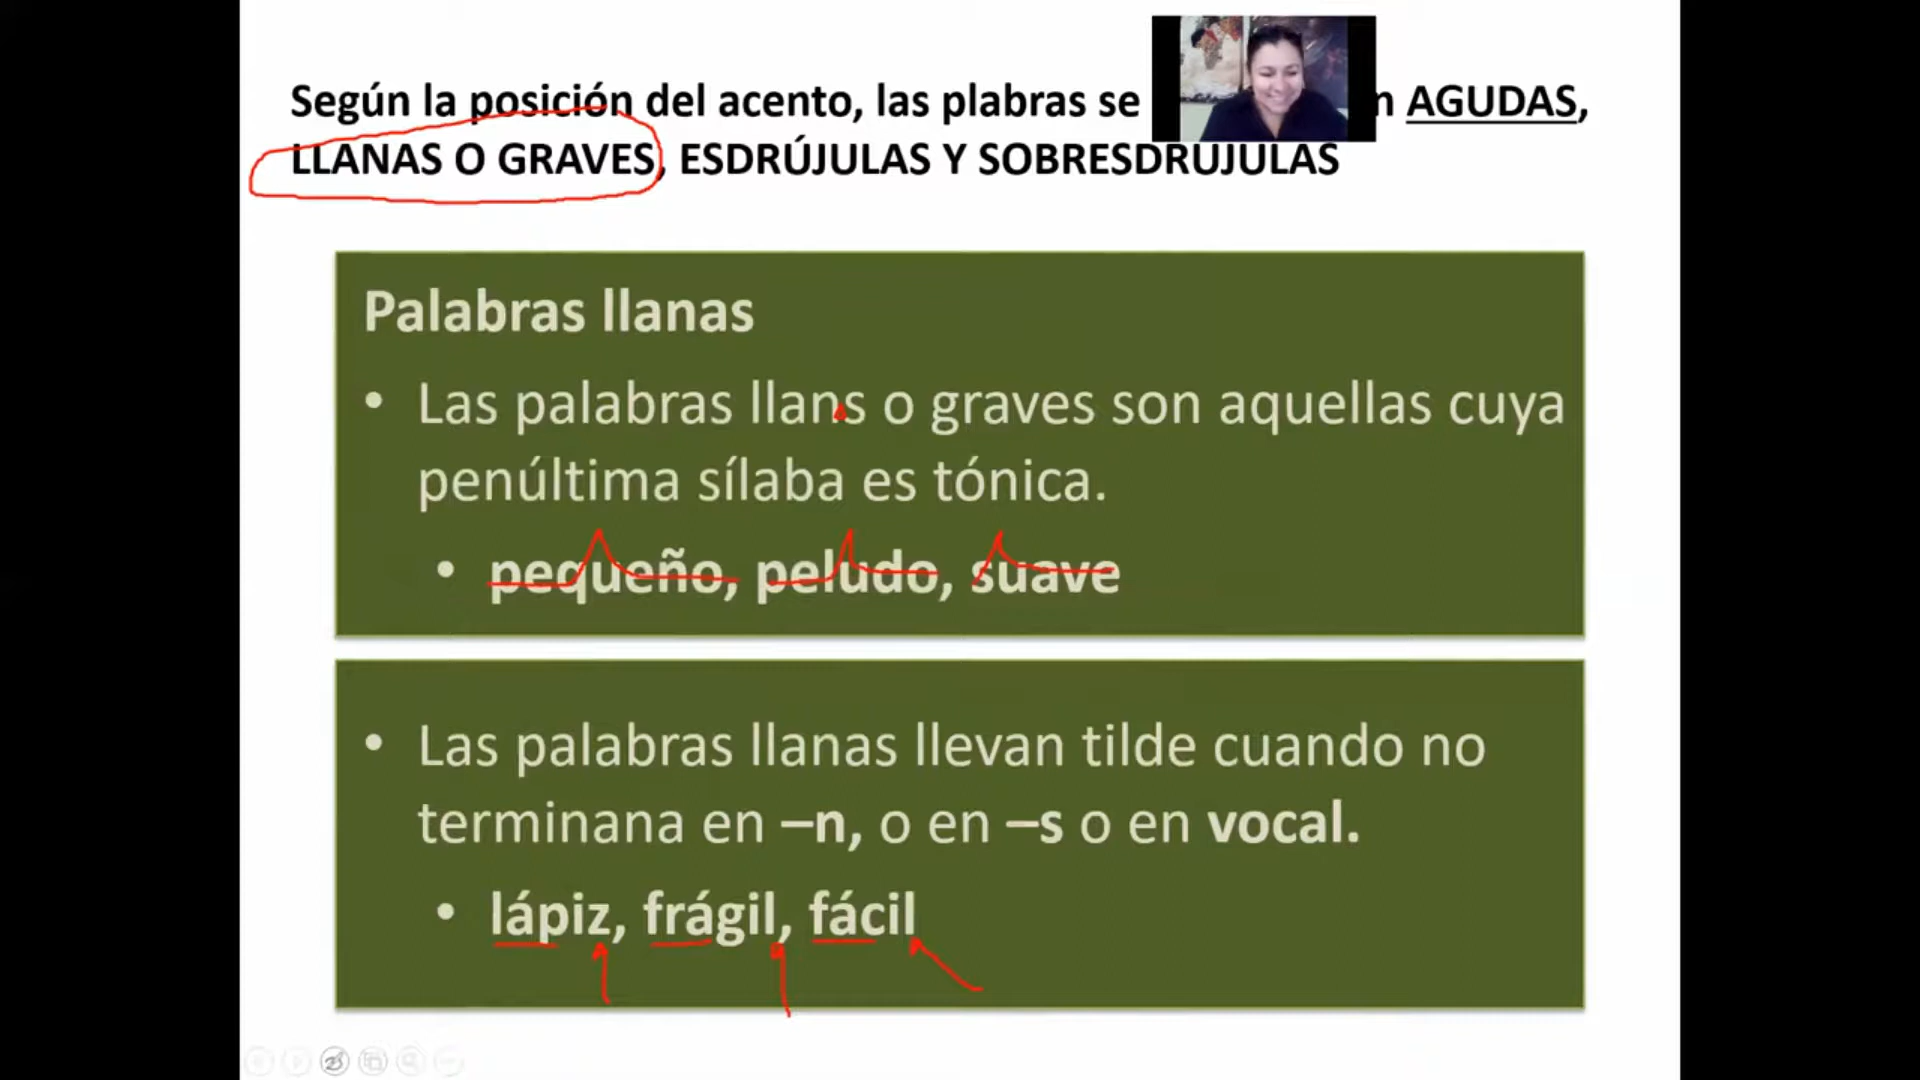 Según la posición del acento, las plabras se n AGUDAS,
LLANAS O GRAVES, ESDRÚJULAS Y SOBRESDRÚJULAS
Palabras llanas
• Las palabras llans o graves son aquellas cuya
penúltima sílaba es tónica.
• pequeño, peludo, suave
• Las palabras llanas llevan tilde cuando no
terminana en –n, o en –s o en vocal.
• lápiz, frágil, fácil